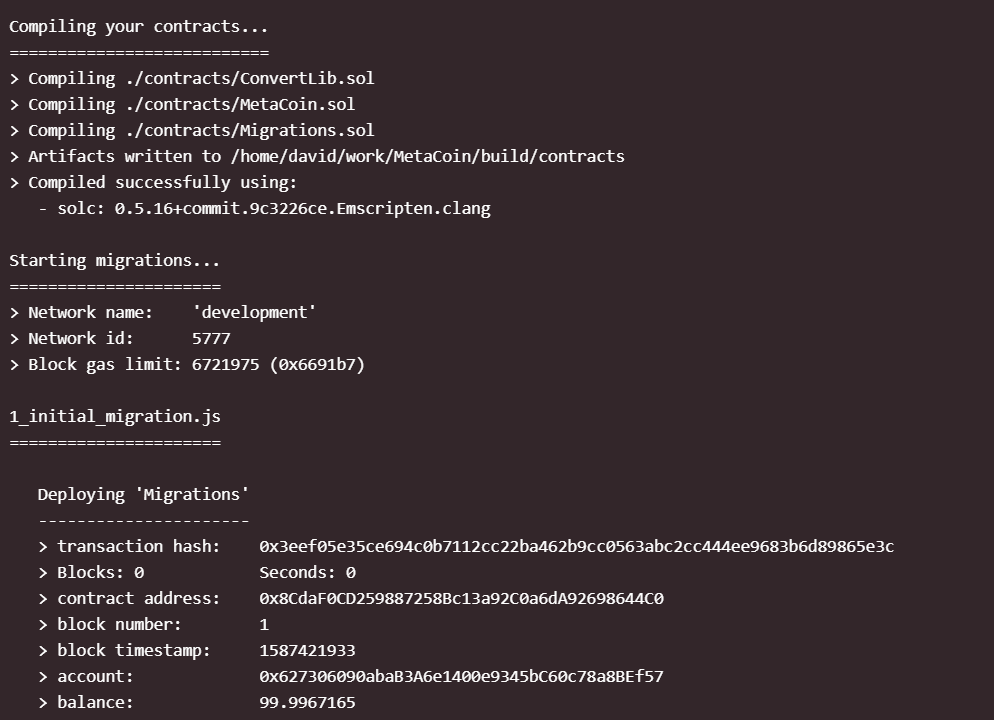 Compiling your contracts...
===========================
> Compiling ./contracts/ConvertLib.sol
> Compiling ./contracts/MetaCoin.sol
> Compiling ./contracts/Migrations.sol
> Artifacts written to /home/david/work/MetaCoin/build/contracts
> Compiled successfully using:
   - solc: 0.5.16+commit.9c3226ce.Emscripten.clang

Starting migrations...
======================
> Network name:    'development'
> Network id:      5777
> Block gas limit: 6721975 (0x6691b7)

1_initial_migration.js
======================

   Deploying 'Migrations'
   ----------------------
   > transaction hash:    0x3eef05e35ce694c0b7112cc22ba462b9cc0563abc2cc444ee9683b6d89865e3c
   > Blocks: 0            Seconds: 0
   > contract address:    0x8CdaF0CD259887258Bc13a92C0a6dA92698644C0
   > block number:        1
   > block timestamp:     1587421933
   > account:             0x627306090abaB3A6e1400e9345bC60c78a8BEf57
   > balance:             99.9967165